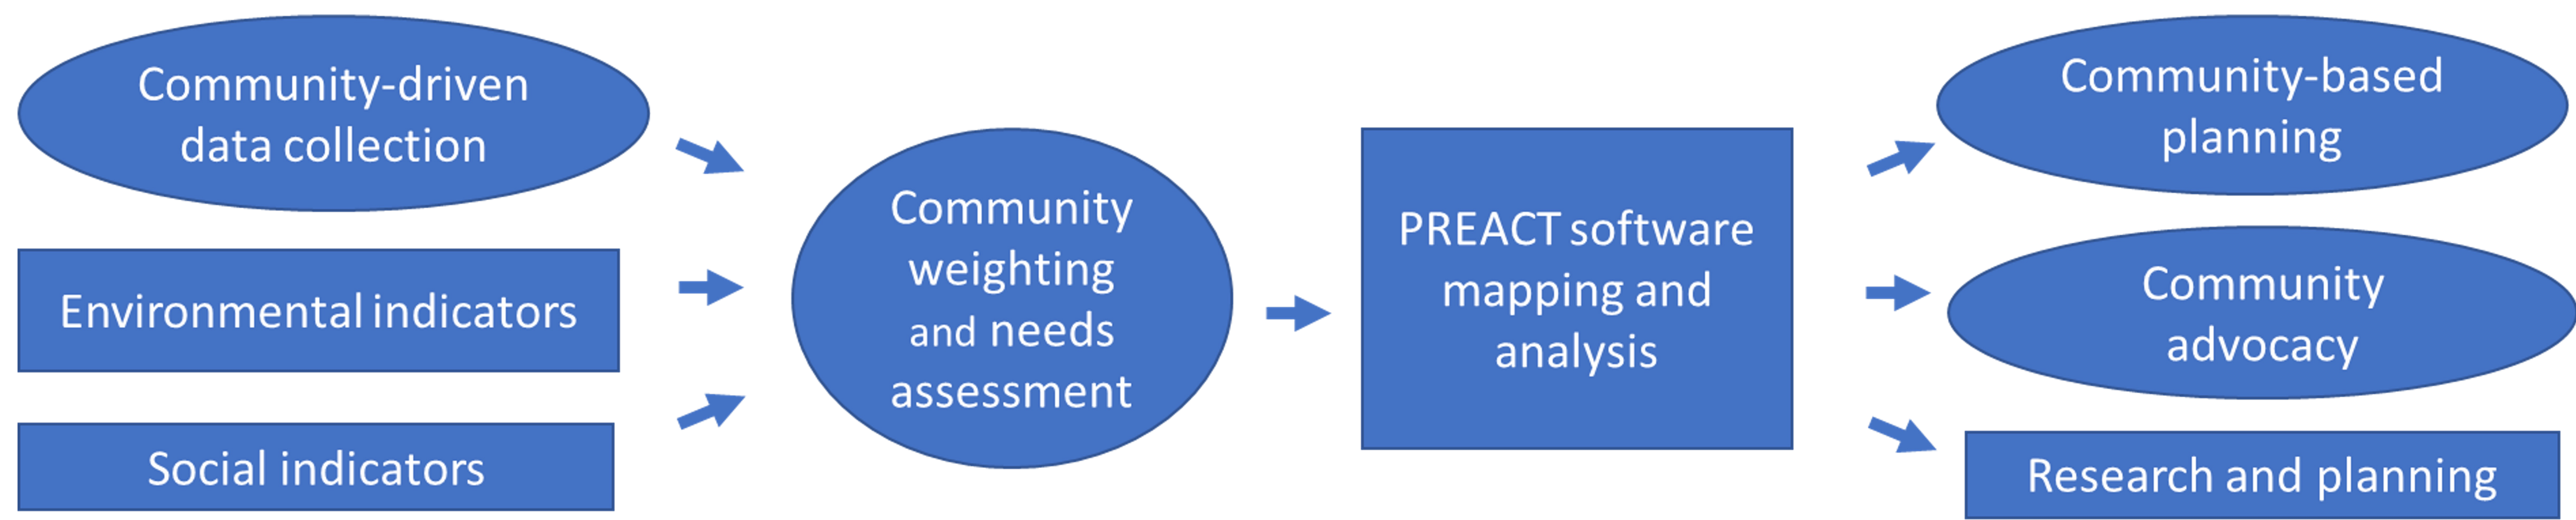 Community-driven
data collection
Environmental indicators
Social indicators
Community
weighting
and needs
assessment
PREACT software
mapping and
analysis
Community-based
planning
Community
advocacy
Research and planning